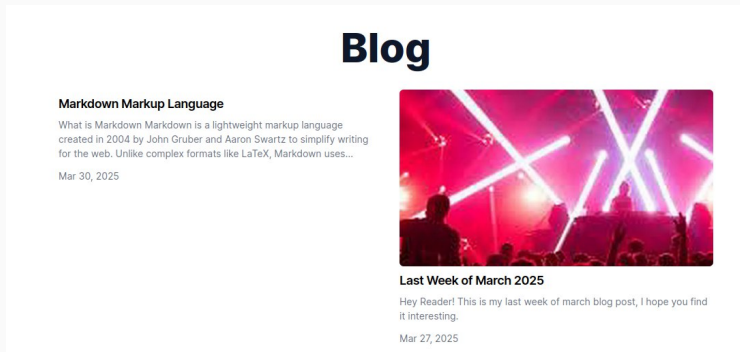 Blog
Markdown Markup Language
What is Markdown Markdown is a lightweight markup language
created in 2004 by John Gruber and Aaron Swartz to simplify writing
for the web. Unlike complex formats like LaTeX, Markdown uses...
Mar 30, 2025
Last Week of March 2025
Hey Reader! This is my last week of march blog post, I hope you find
it interesting.
Mar 27, 2025